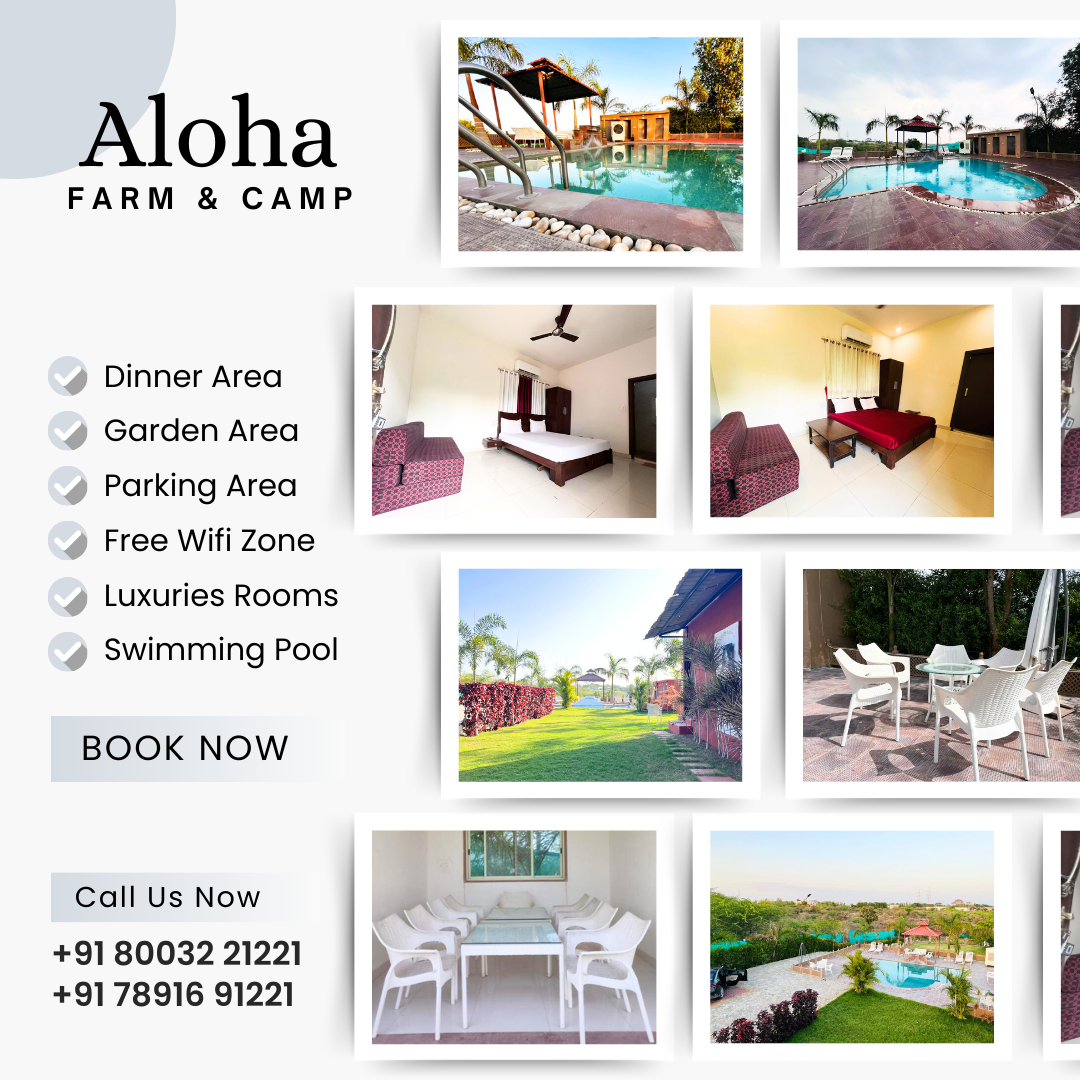 Aloha
FARM & CAMP
Dinner Area
Garden Area
Parking Area
Free Wifi Zone
Luxuries Rooms
Swimming Pool
BOOK NOW
Call Us Now
+91 80032 21221
+91 78916 91221